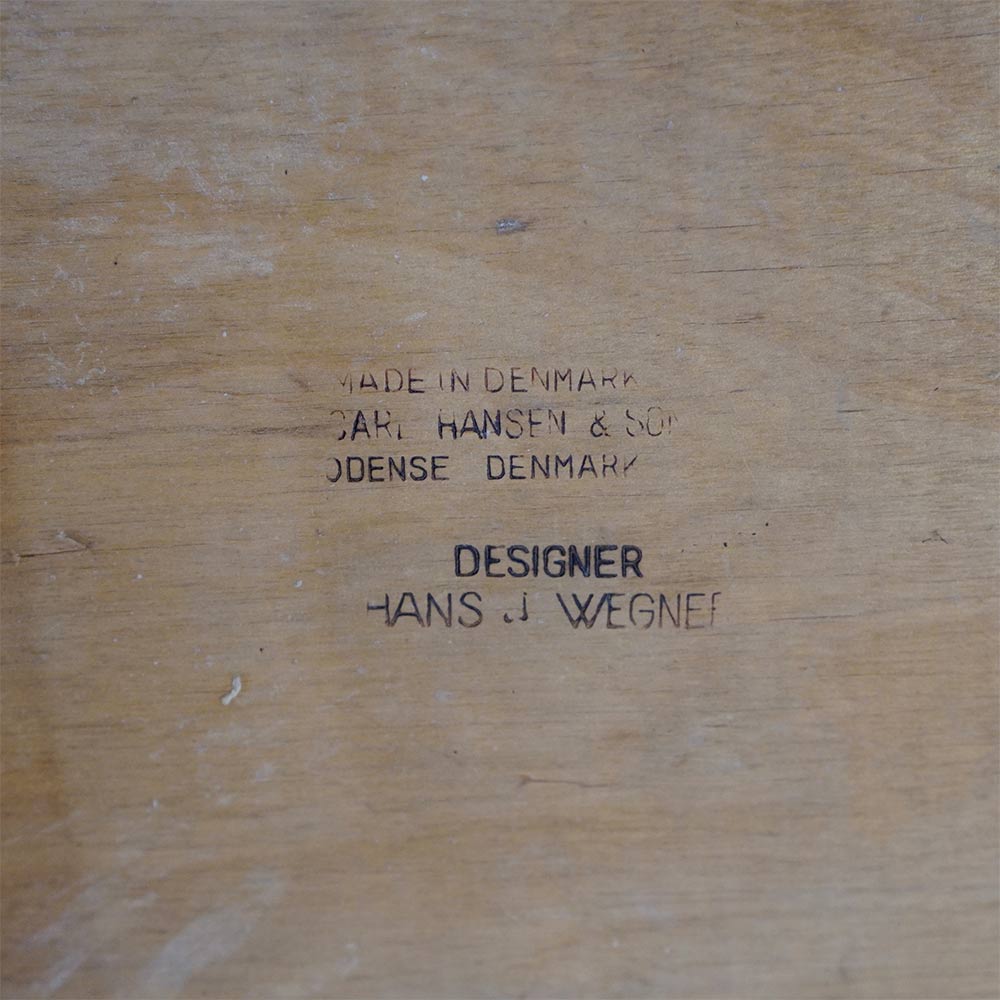 MADE IN DENMARK
CARL HANSEN & SON
ODENSE DENMARK
DESIGNER
HANS J WEGNER